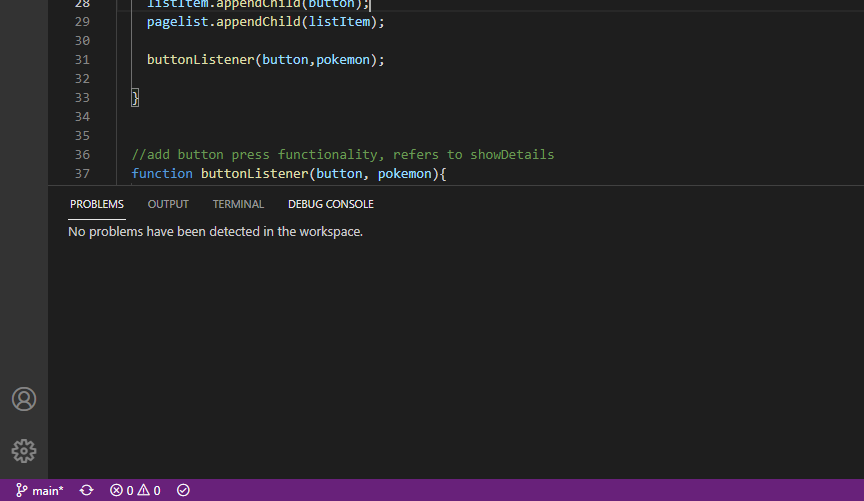 28 listItem.appendChild(button);
29 pagelist.appendChild(listItem);
30
31 buttonListener(button,pokemon);
32
33 }
34
35
36 //add button press functionality, refers to showDetails
37 function buttonListener(button, pokemon){
PROBLEMS OUTPUT TERMINAL DEBUG CONSOLE
No problems have been detected in the workspace.
main* 0 0